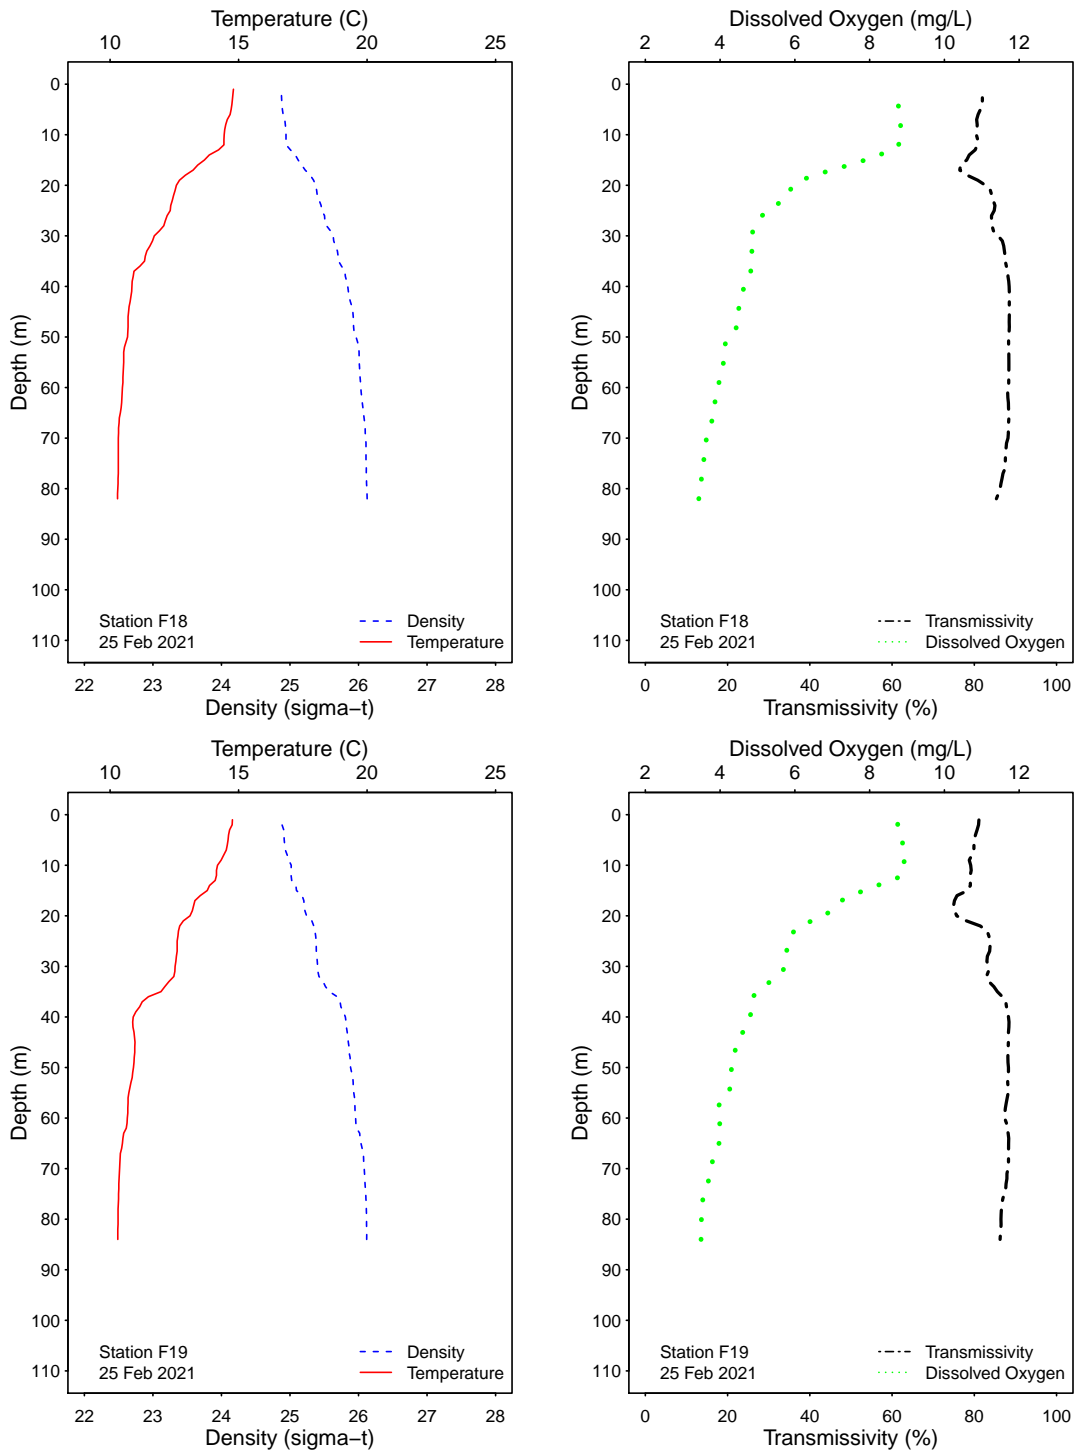 Temperature (C)
10 15 20 25
0
10
20
30
40
50
60
70
80
90
100
110
Depth (m)
Station F18
25 Feb 2021
Density
Temperature
22 23 24 25 26 27 28
Density (sigma−t)
Dissolved Oxygen (mg/L)
2 4 6 8 10 12
0
10
20
30
40
50
60
70
80
90
100
110
Depth (m)
Station F18
25 Feb 2021
Transmissivity
Dissolved Oxygen
0 20 40 60 80 100
Transmissivity (%)
Temperature (C)
10 15 20 25
0
10
20
30
40
50
60
70
80
90
100
110
Depth (m)
Station F19
25 Feb 2021
Density
Temperature
22 23 24 25 26 27 28
Density (sigma−t)
Dissolved Oxygen (mg/L)
2 4 6 8 10 12
0
10
20
30
40
50
60
70
80
90
100
110
Depth (m)
Station F19
25 Feb 2021
Transmissivity
Dissolved Oxygen
0 20 40 60 80 100
Transmissivity (%)